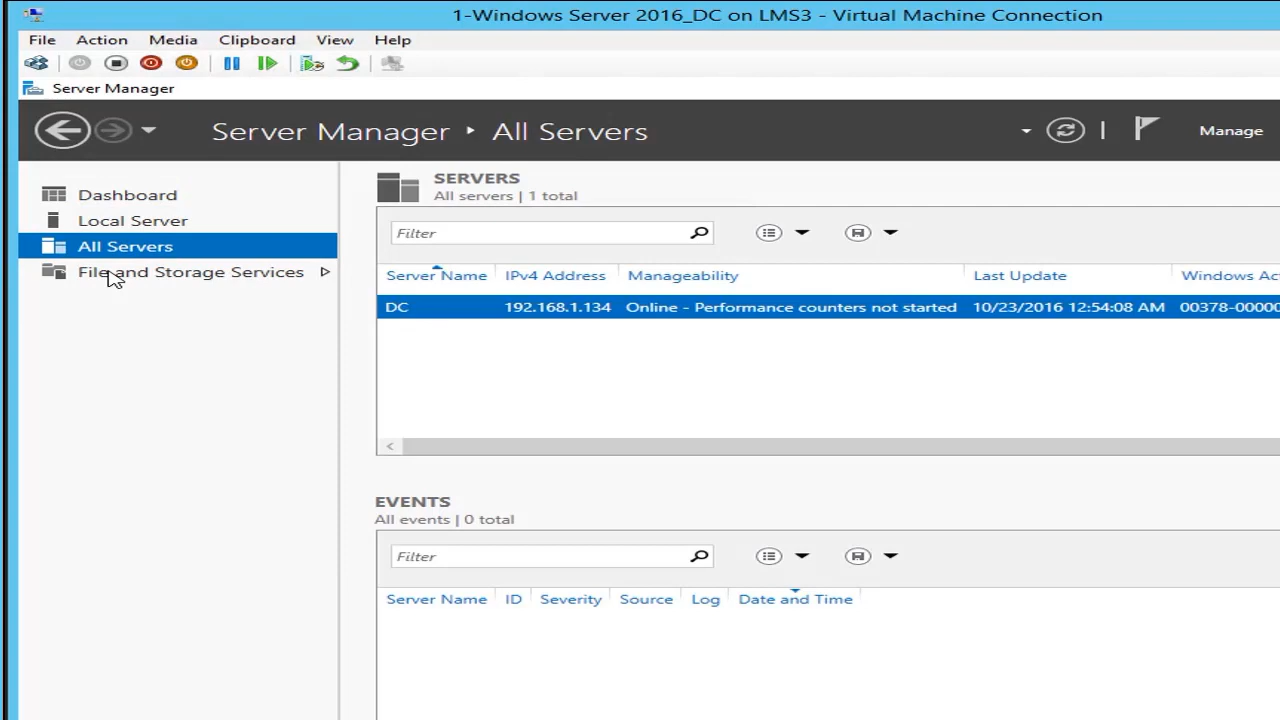 1-Windows Server 2016_DC on LMS3 - Virtual Machine Connection
File Action Media Clipboard View Help
Server Manager
Server Manager ‣ All Servers
Manage
Dashboard
Local Server
All Servers
File and Storage Services
SERVERS
All servers | 1 total
Filter
Server Name IPv4 Address Manageability Last Update Windows Ac
DC 192.168.1.134 Online - Performance counters not started 10/23/2016 12:54:08 AM 00378-0000
EVENTS
All events | 0 total
Filter
Server Name ID Severity Source Log Date and Time